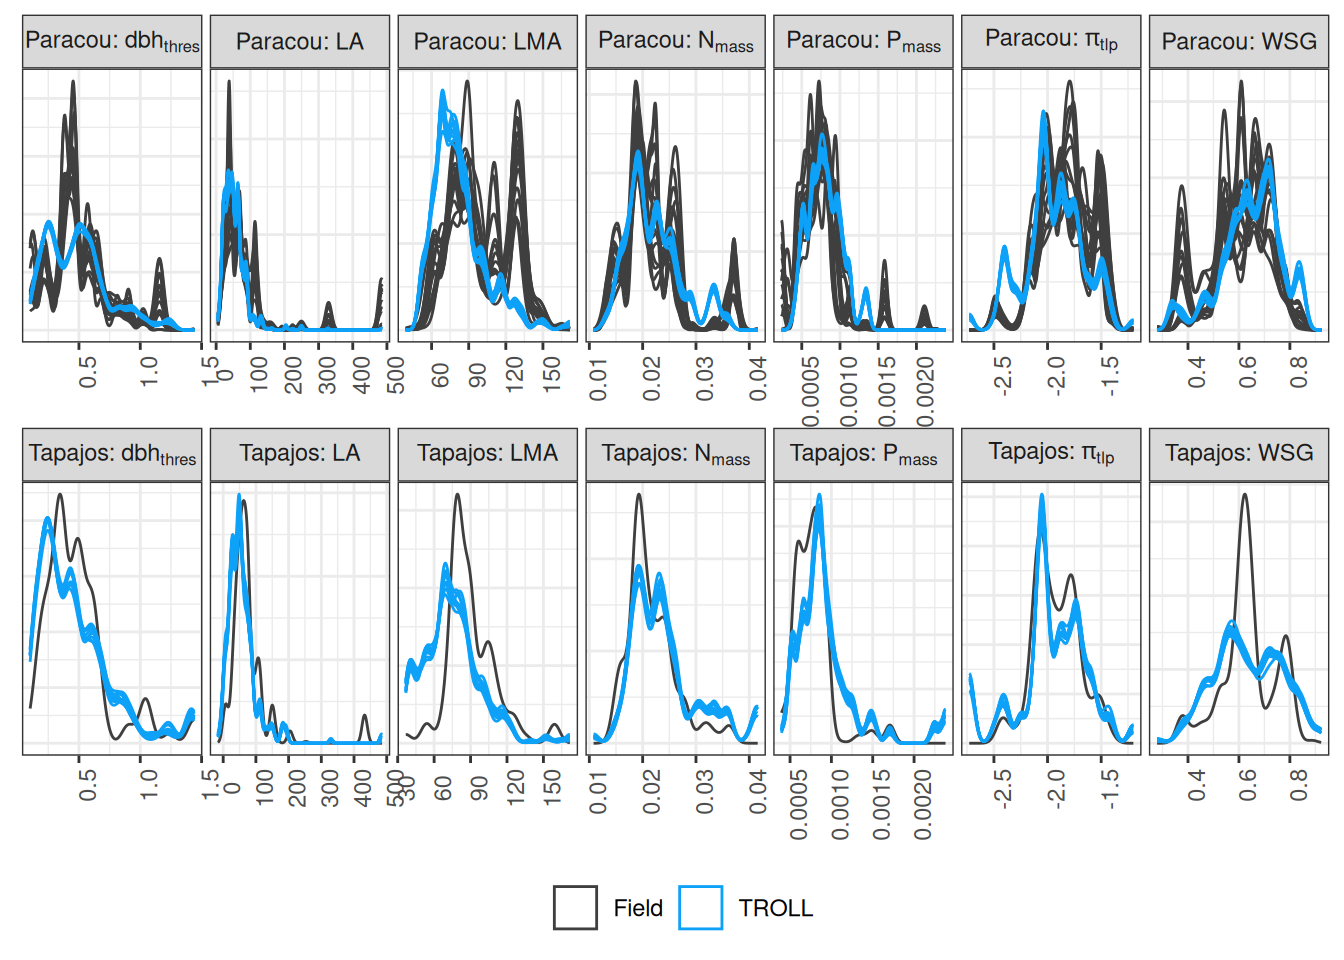 Paracou: dbhthres Paracou: LA Paracou: LMA Paracou: Nmass Paracou: Pmass Paracou: πtlp Paracou: WSG
0.5 1.0 1.5 0 100 200 300 400 500 60 90 120 150 0.01 0.02 0.03 0.04 0.0005 0.0010 0.0015 0.0020 -2.5 -2.0 -1.5 0.4 0.6 0.8
Tapajos: dbhthres Tapajos: LA Tapajos: LMA Tapajos: Nmass Tapajos: Pmass Tapajos: πtlp Tapajos: WSG
0.5 1.0 1.5 0 100 200 300 400 500 30 60 90 120 150 0.01 0.02 0.03 0.04 0.0005 0.0010 0.0015 0.0020 -2.5 -2.0 -1.5 0.4 0.6 0.8
Field TROLL